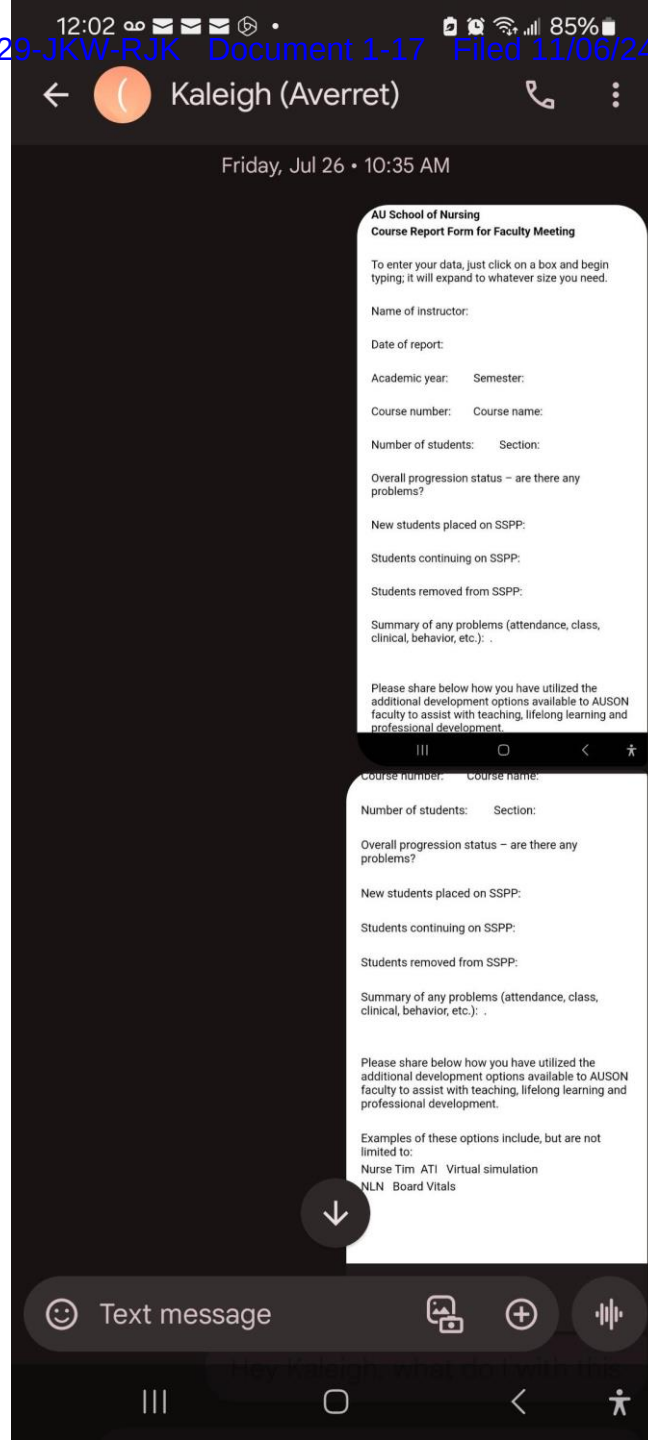 12:02
85%
29-JKW-RJK Document 1-17 Filed 11/06/24
( Kaleigh (Averret)
Friday, Jul 26 • 10:35 AM
AU School of Nursing
Course Report Form for Faculty Meeting
To enter your data, just click on a box and begin
typing; it will expand to whatever size you need.
Name of instructor:
Date of report:
Academic year: Semester:
Course number: Course name:
Number of students: Section:
Overall progression status – are there any
problems?
New students placed on SSPP:
Students continuing on SSPP:
Students removed from SSPP:
Summary of any problems (attendance, class,
clinical, behavior, etc.): .
Please share below how you have utilized the
additional development options available to AUSON
faculty to assist with teaching, lifelong learning and
professional development.
Course number: Course name:
Number of students: Section:
Overall progression status – are there any
problems?
New students placed on SSPP:
Students continuing on SSPP:
Students removed from SSPP:
Summary of any problems (attendance, class,
clinical, behavior, etc.): .
Please share below how you have utilized the
additional development options available to AUSON
faculty to assist with teaching, lifelong learning and
professional development.
Examples of these options include, but are not
limited to:
Nurse Tim ATI Virtual simulation
NLN Board Vitals
Text message
Hey Kaleigh, what do I with this